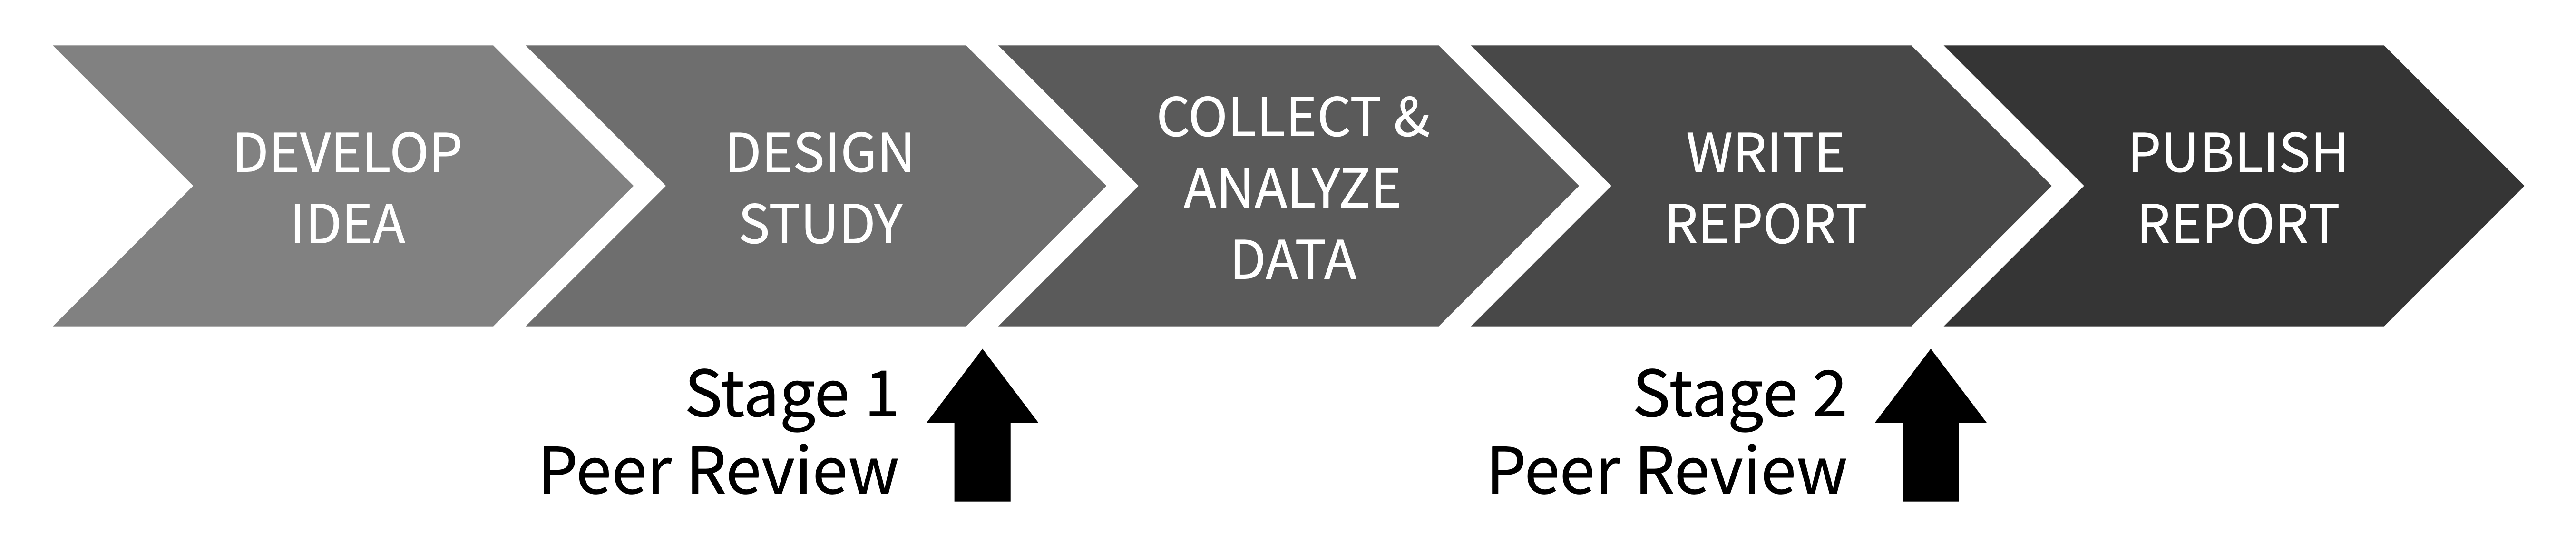 DEVELOP
IDEA
DESIGN
STUDY
COLLECT &
ANALYZE
DATA
WRITE
REPORT
PUBLISH
REPORT
Stage 1
Peer Review
Stage 2
Peer Review